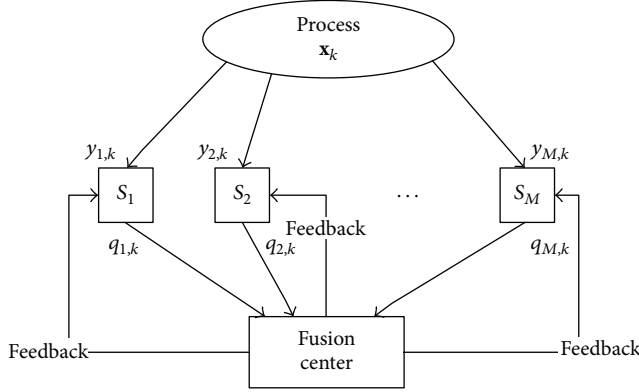 Process
x_k
y_{1,k}
y_{2,k}
y_{M,k}
S_1
S_2
...
S_M
Feedback
q_{1,k}
q_{2,k}
q_{M,k}
Fusion
center
Feedback
Feedback